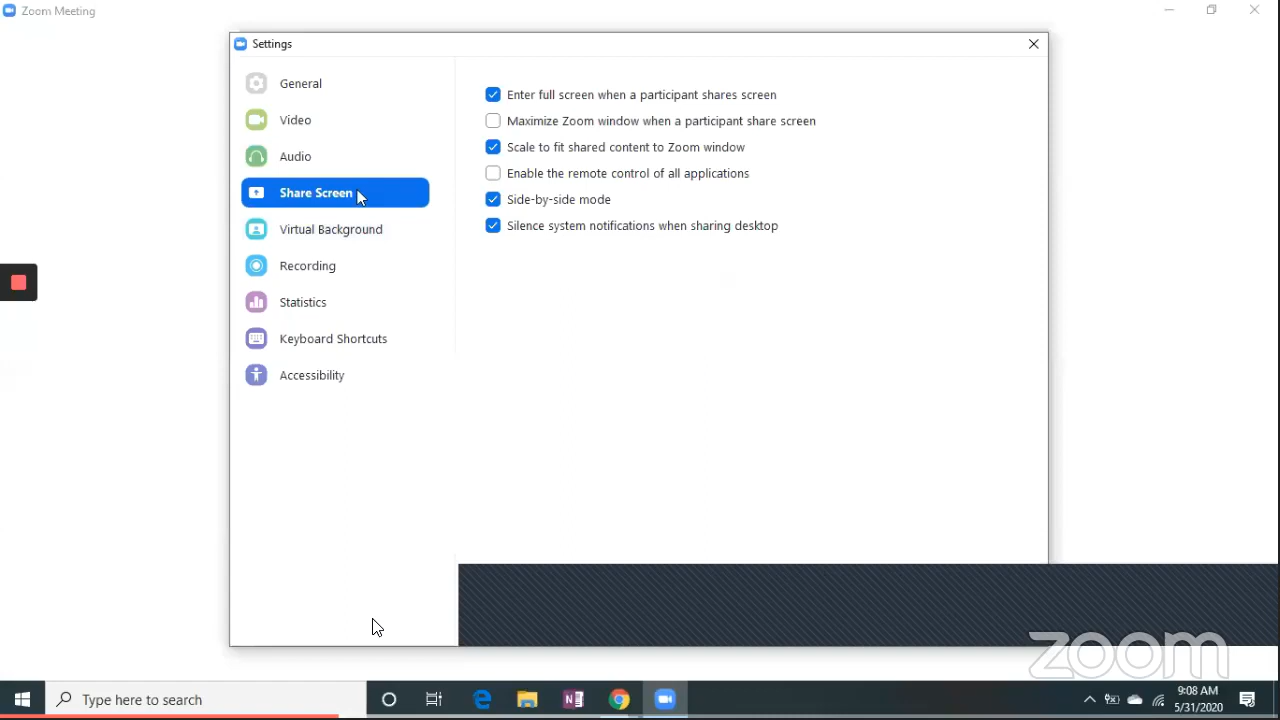 Zoom Meeting
Settings
General
Video
Audio
Share Screen
Virtual Background
Recording
Statistics
Keyboard Shortcuts
Accessibility
Enter full screen when a participant shares screen
Maximize Zoom window when a participant share screen
Scale to fit shared content to Zoom window
Enable the remote control of all applications
Side-by-side mode
Silence system notifications when sharing desktop
zoom
Type here to search
9:08 AM
5/31/2020